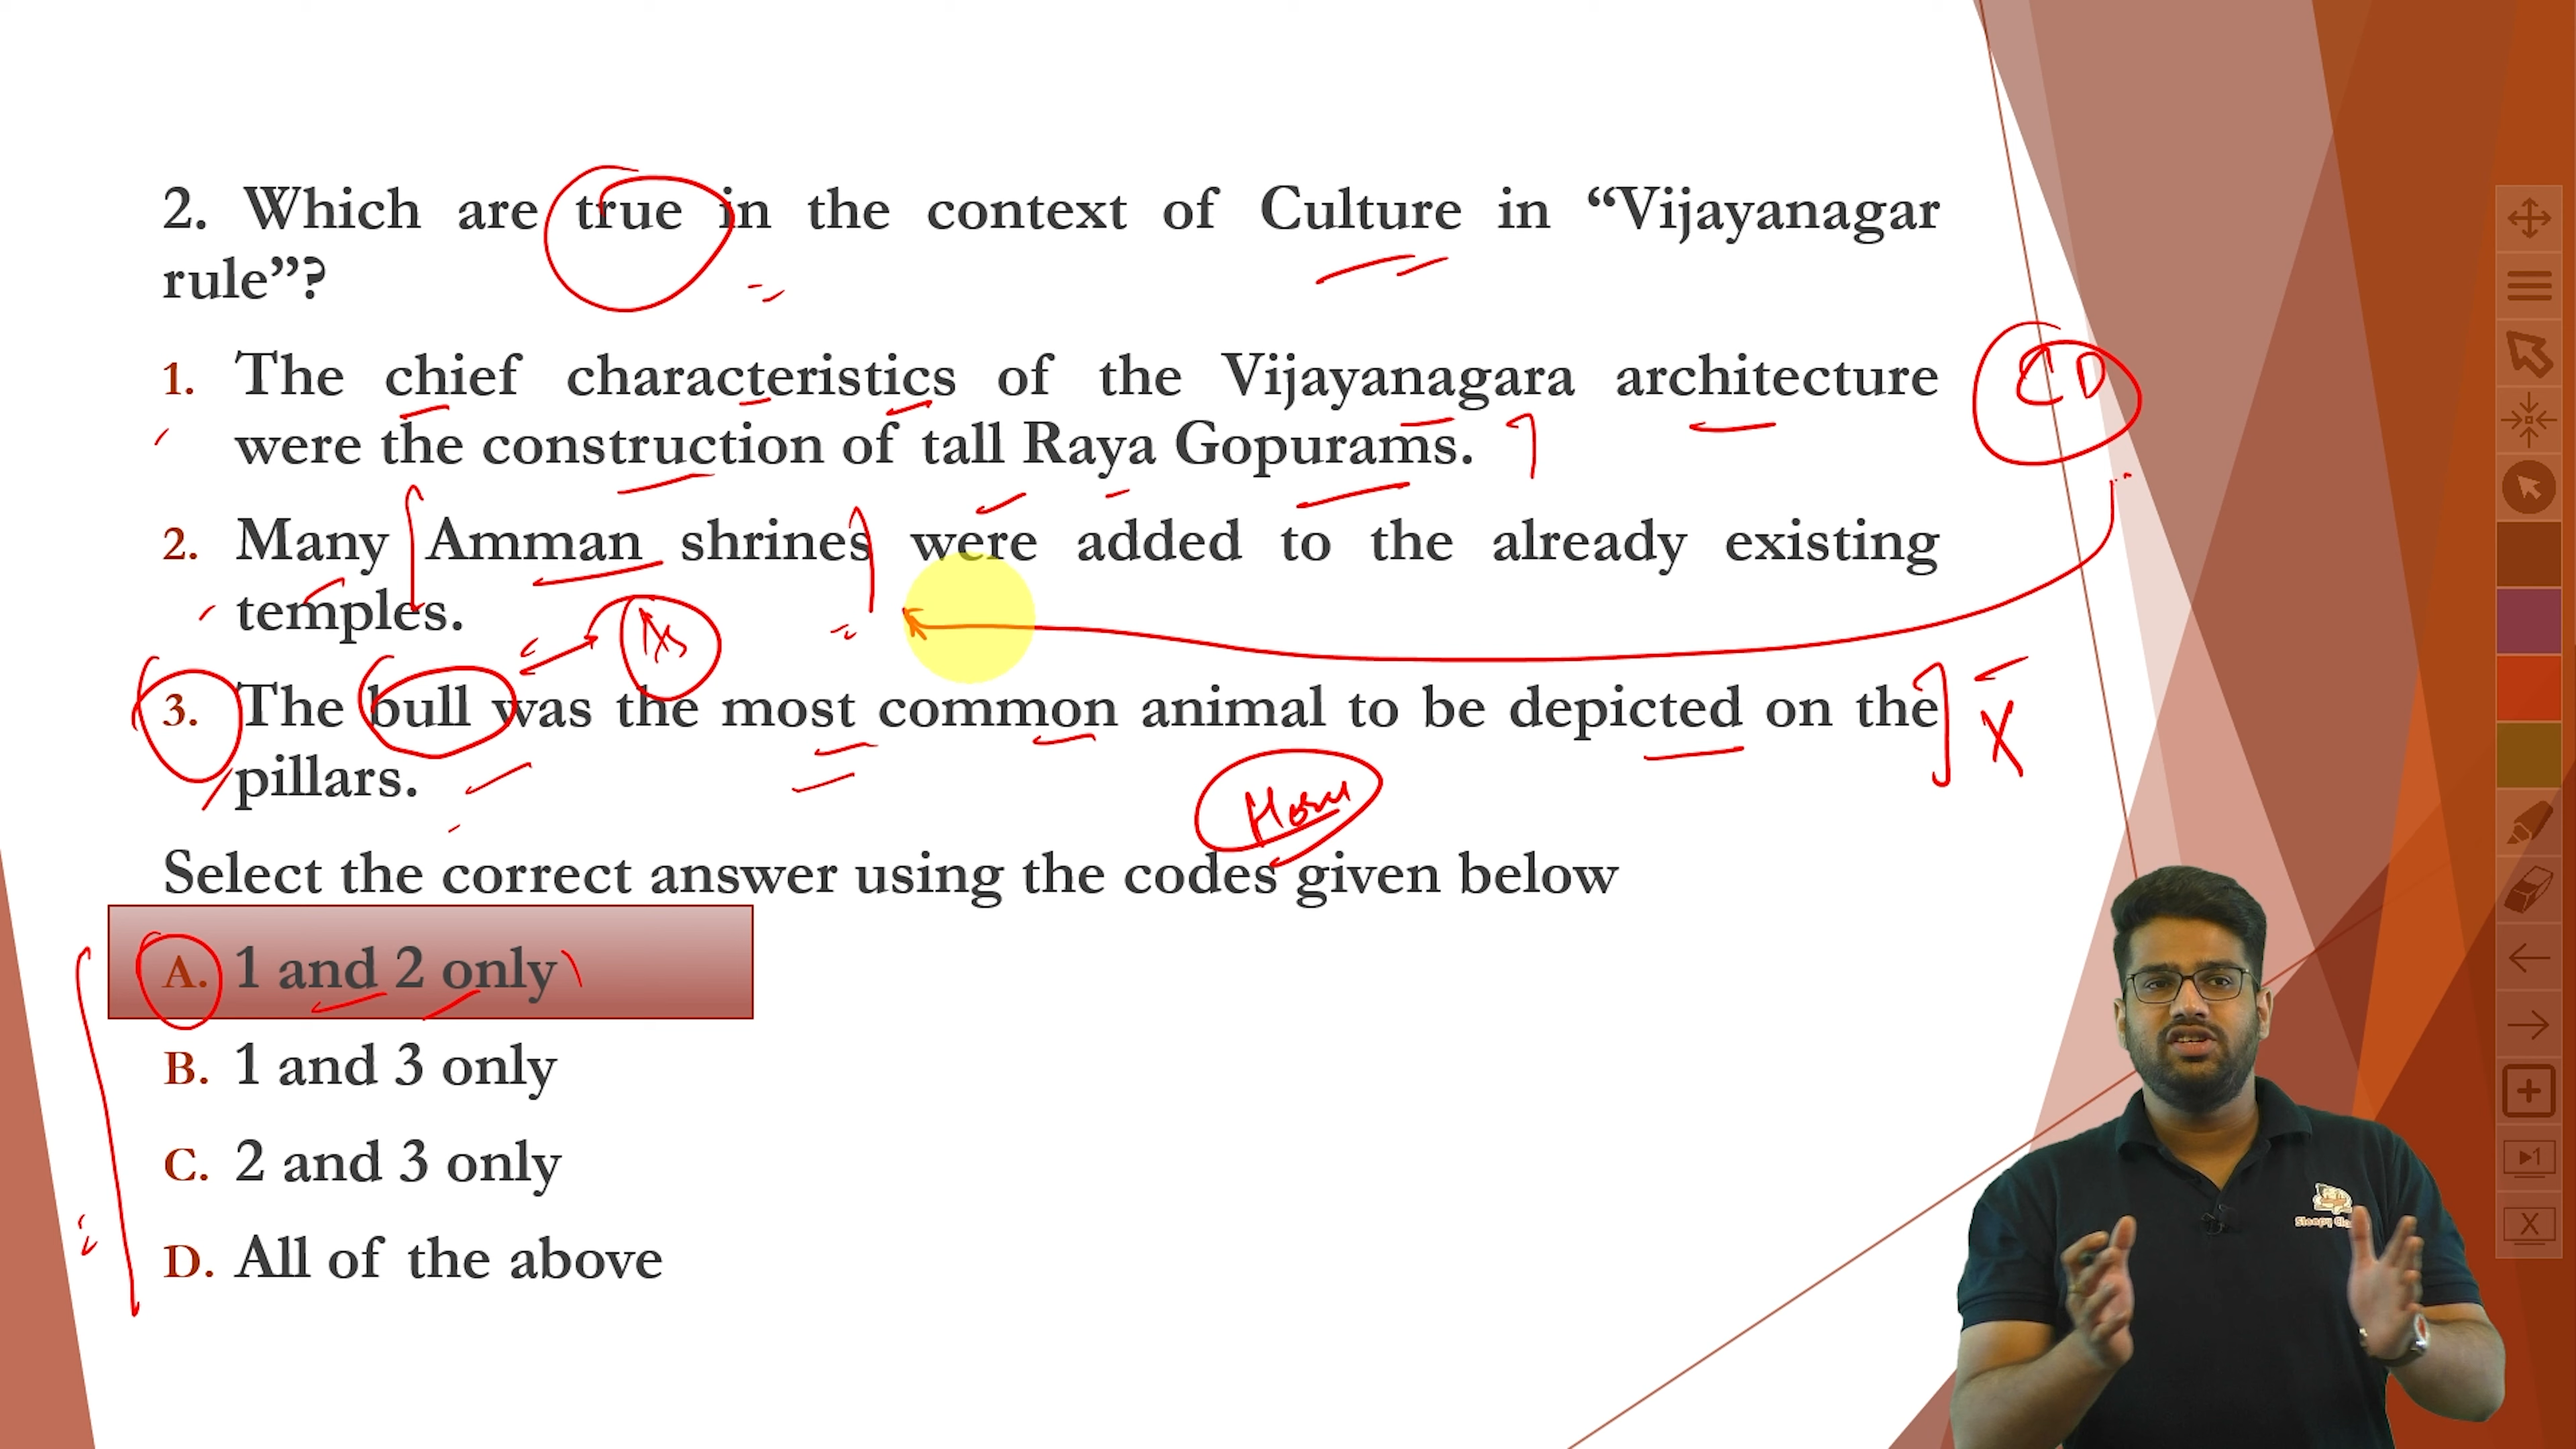 2. Which are true in the context of Culture in “Vijayanagar
rule”?
1. The chief characteristics of the Vijayanagara architecture
were the construction of tall Raya Gopurams.
CD
2. Many Amman shrines were added to the already existing
temples.
3. The bull was the most common animal to be depicted on the
pillars.
X
Select the correct answer using the codes given below
A. 1 and 2 only
B. 1 and 3 only
C. 2 and 3 only
D. All of the above